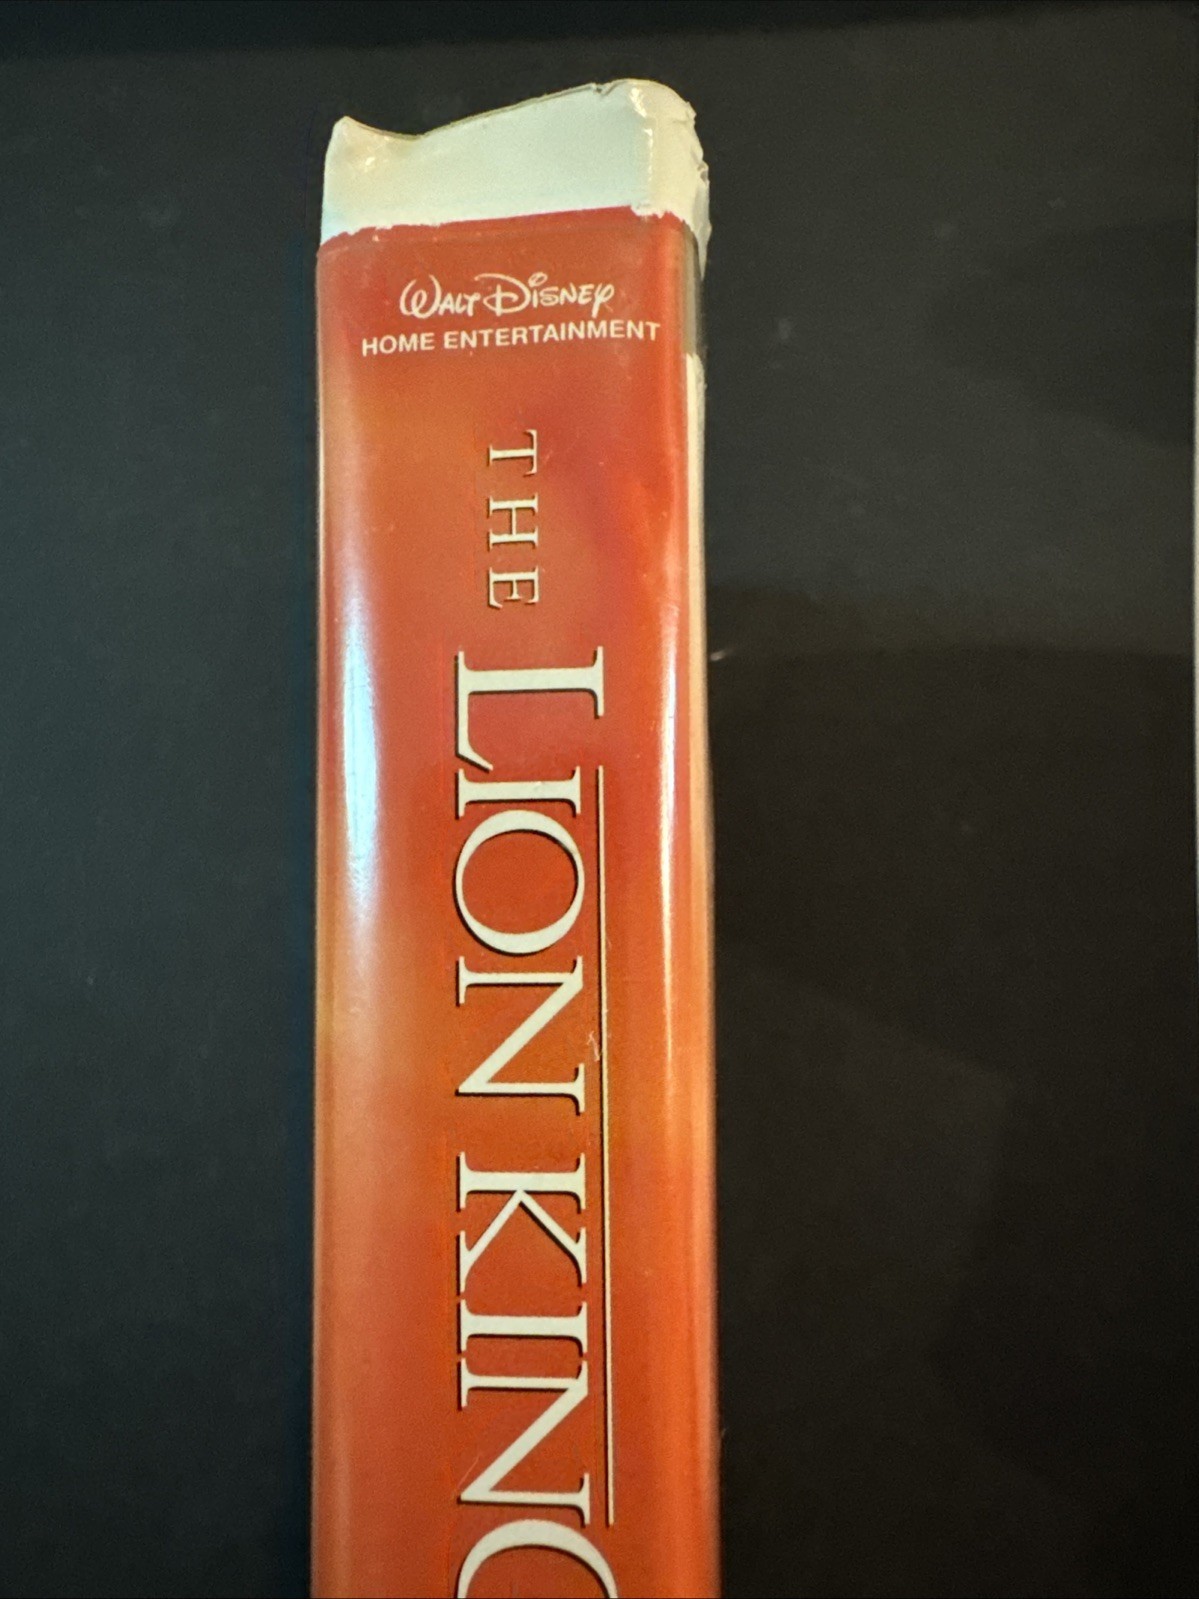 Walt Disney
HOME ENTERTAINMENT
THE LION KING